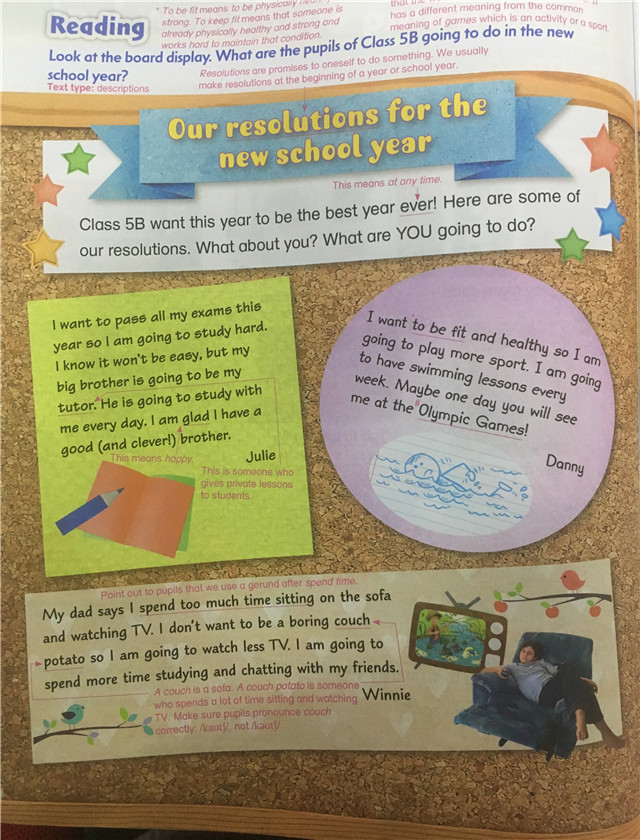 * To be fit means to be physically
strong. To keep fit means that someone is
already physically healthy and strong and
works hard to maintain that condition.
that the
has a different meaning from the common
meaning of games which is an activity or a sport.
Reading
Look at the board display. What are the pupils of Class 5B going to do in the new
school year?
Resolutions are promises to oneself to do something. We usually
make resolutions at the beginning of a year or school year.
Text type: descriptions
Our resolutions for the
new school year
This means at any time.
Class 5B want this year to be the best year ever! Here are some of
our resolutions. What about you? What are YOU going to do?
I want to pass all my exams this
year so I am going to study hard.
I know it won't be easy, but my
big brother is going to be my
tutor. He is going to study with
me every day. I am glad I have a
good (and clever!) brother.
Julie
This means happy.
This is someone who
gives private lessons
to students.
I want *to be fit and healthy so I am
going to play more sport. I am going
to have swimming lessons every
week. Maybe one day you will see
me at the #Olympic Games!
Danny
Point out to pupils that we use a gerund after spend time.
My dad says I spend too much time sitting on the sofa
and watching TV. I don't want to be a boring couch
potato so I am going to watch less TV. I am going to
spend more time studying and chatting with my friends.
Winnie
A couch is a sofa. A couch potato is someone
who spends a lot of time sitting and watching
TV. Make sure pupils pronounce couch
correctly: /kaʊtʃ/, not /kautʃ/